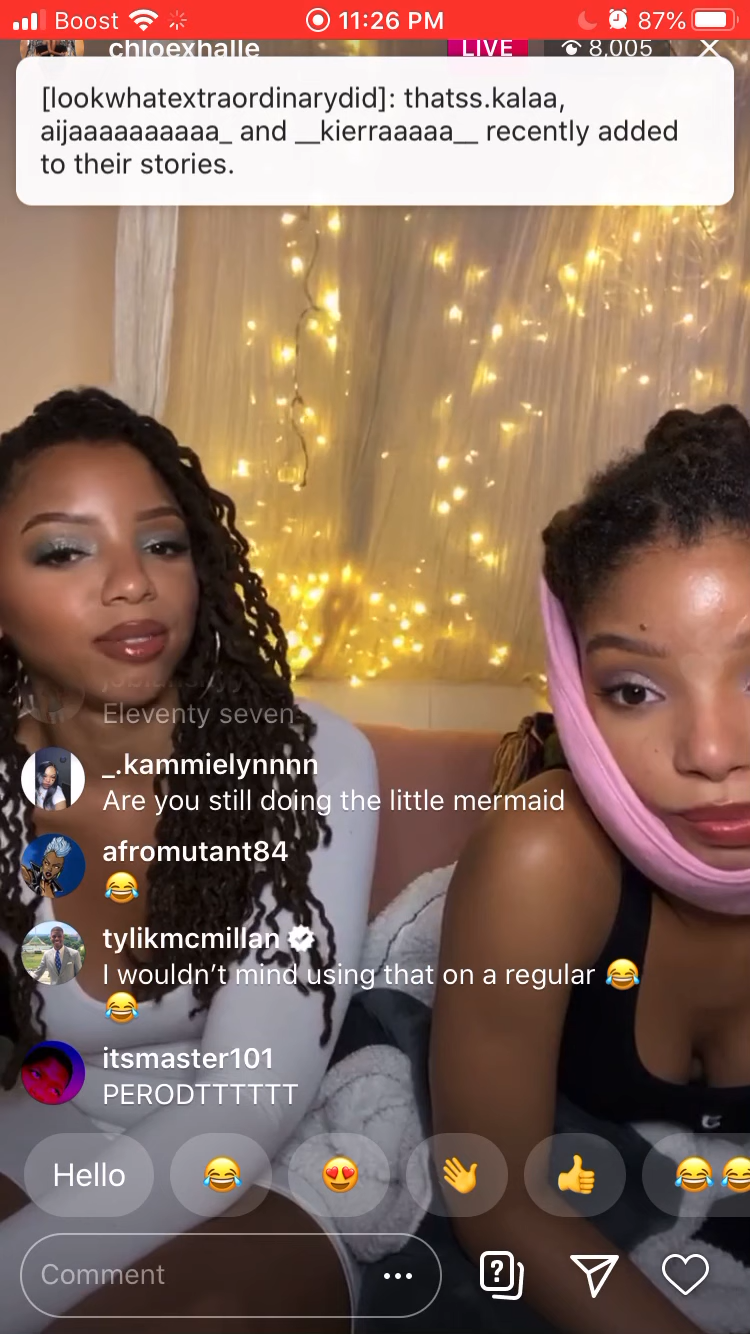 Boost 11:26 PM 87%
chloexhalle LIVE 8,005
[lookwhatextraordinarydid]: thatss.kalaa,
aijaaaaaaaaaa_ and __kierraaaaa__ recently added
to their stories.
Eleventy seven
_.kammielynnnn
Are you still doing the little mermaid
afromutant84
😂
tylikmcmillan
I wouldn’t mind using that on a regular 😂
😂
itsmaster101
PERODTTTTTT
Hello 😂 😍 👋 👍 😂 😂
Comment